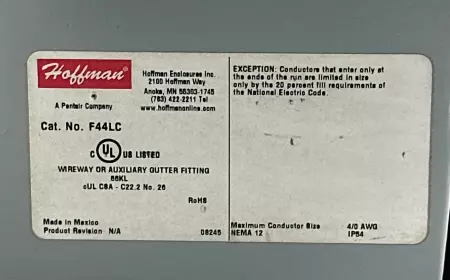 Hoffman®
A Pentair Company
Hoffman Enclosures Inc.
2100 Hoffman Way
Anoka, MN 55303-1745
(763) 422-2211 Tel
www.hoffmanonline.com
Cat. No. F44LC
c UL US LISTED
WIREWAY OR AUXILIARY GUTTER FITTING
66KL
cUL CSA - C22.2 No. 26
RoHS
Made in Mexico
Product Revision N/A
08245
EXCEPTION: Conductors that enter only at
the ends of the run are limited in size
only by the 20 percent fill requirements of
the National Electric Code.
Maximum Conductor Size 4/0 AWG
NEMA 12 IP54